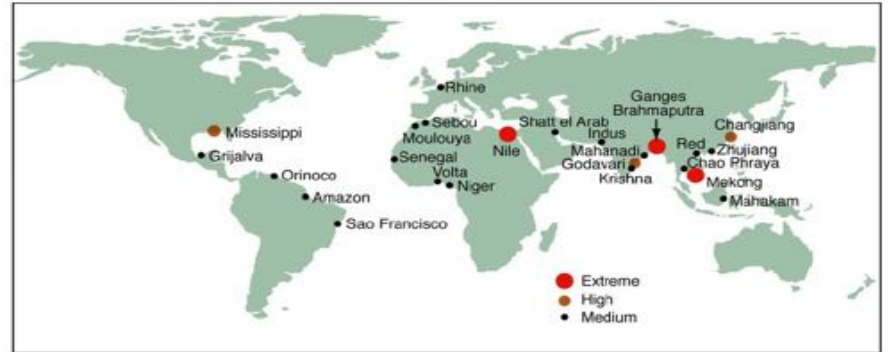 Rhine
Ganges
Brahmaputra
Changjiang
Mississippi
Sebou
Moulouya
Shatt el Arab
Nile
Indus
Red
Zhujiang
Mahanadi
Chao Phraya
Godavari
Krishna
Mekong
Grijalva
Senegal
Volta
Niger
Orinoco
Amazon
Mahakam
Sao Francisco
Extreme
High
Medium